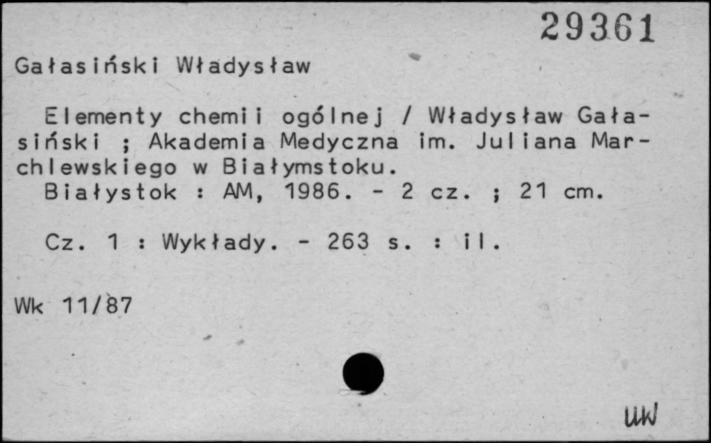 29361
Gałasiński Władysław
Elementy chemii ogólnej / Władysław Gała-
siński ; Akademia Medyczna im. Juliana Mar-
chlewskiego w Białymstoku.
Białystok : AM, 1986. - 2 cz. ; 21 cm.
Cz. 1 : Wykłady. - 263 s. : il.
Wk 11/87
UW